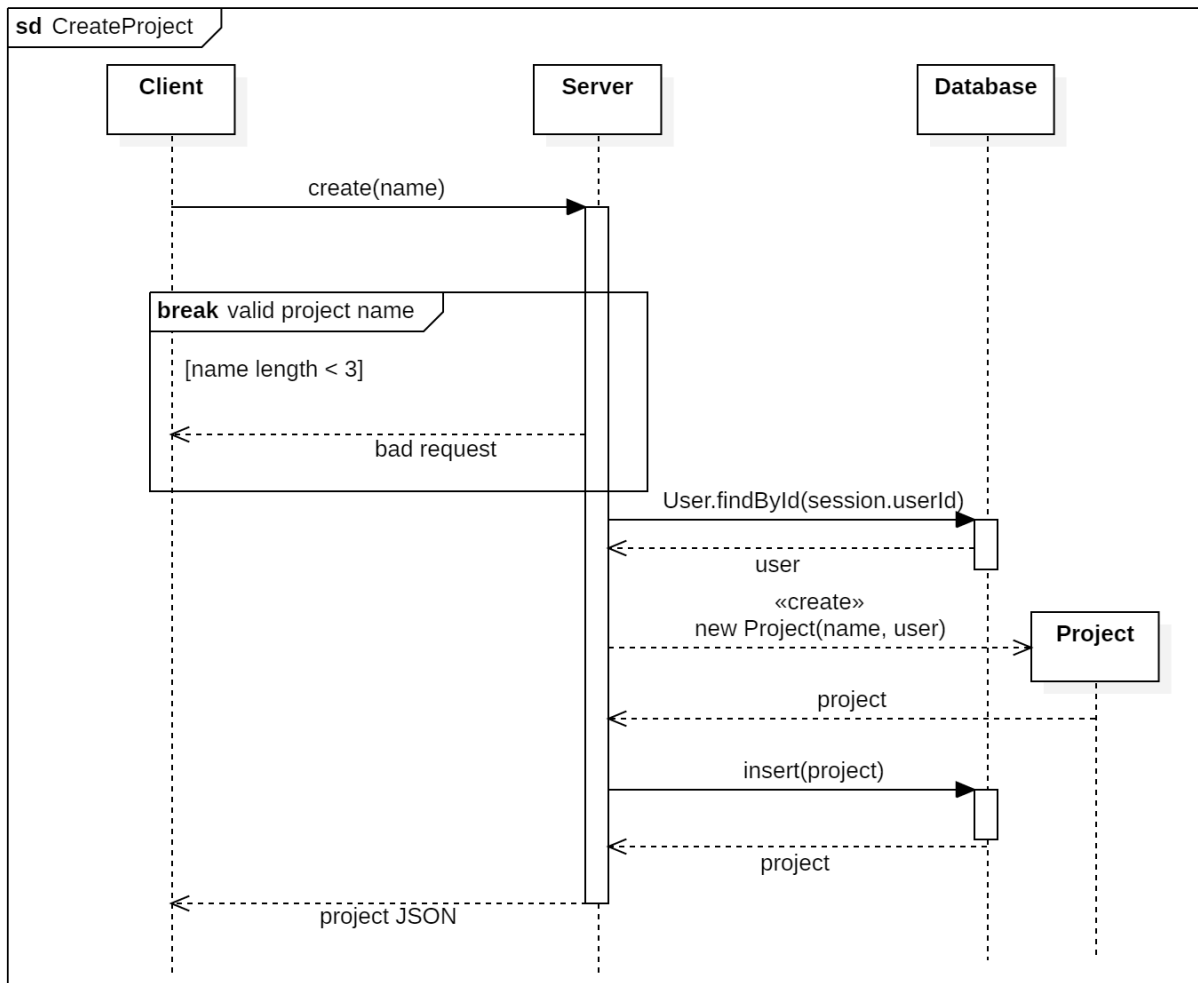 sd CreateProject
Client
Server
Database
create(name)
break valid project name
[name length < 3]
bad request
User.findById(session.userId)
user
«create»
new Project(name, user)
Project
project
insert(project)
project
project JSON